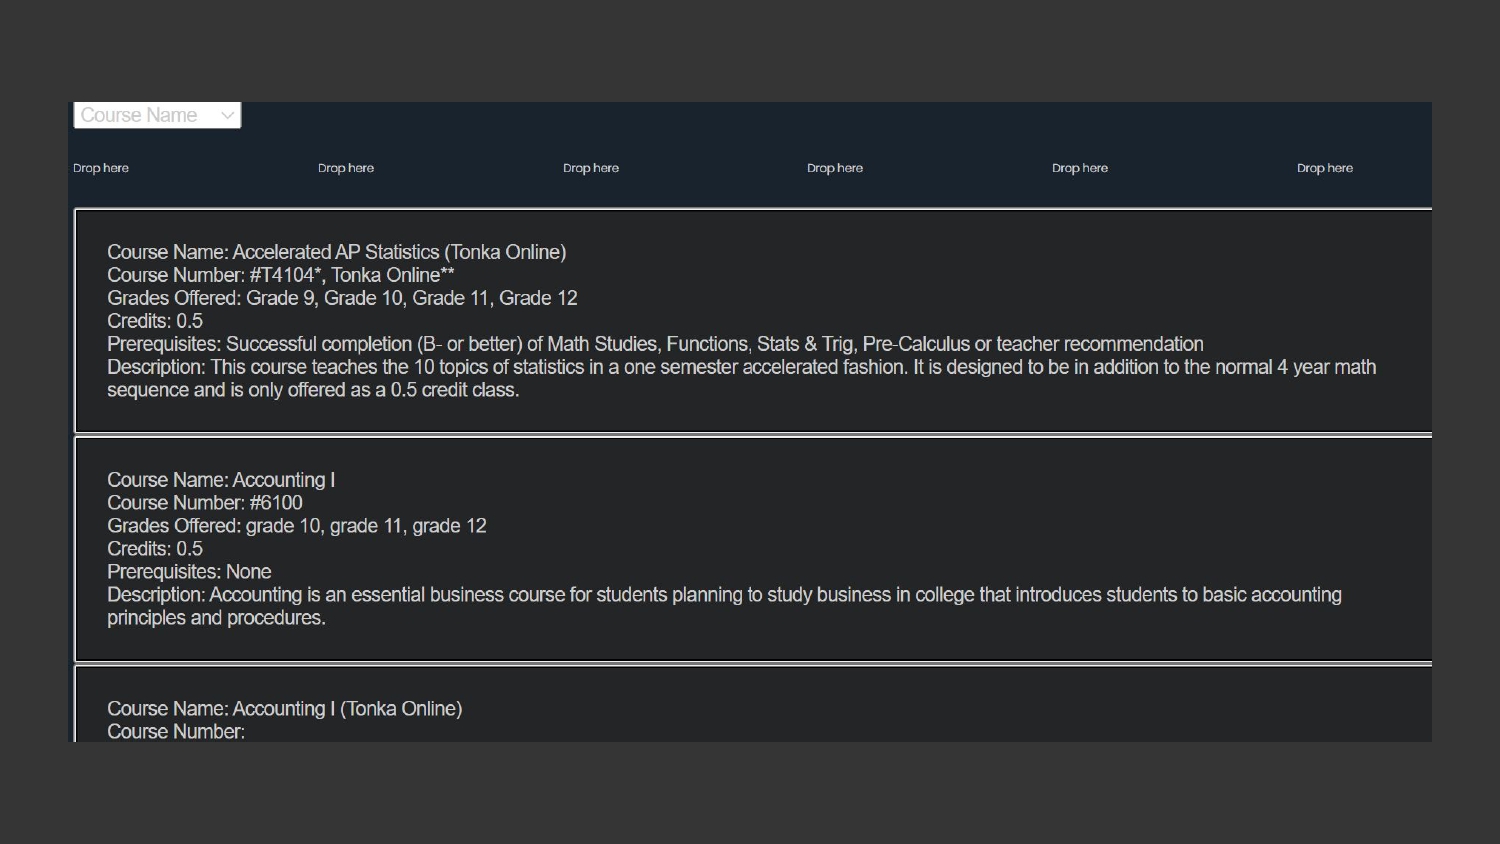 Course Name
Drop here Drop here Drop here Drop here Drop here Drop here
Course Name: Accelerated AP Statistics (Tonka Online)
Course Number: #T4104*, Tonka Online**
Grades Offered: Grade 9, Grade 10, Grade 11, Grade 12
Credits: 0.5
Prerequisites: Successful completion (B- or better) of Math Studies, Functions, Stats & Trig, Pre-Calculus or teacher recommendation
Description: This course teaches the 10 topics of statistics in a one semester accelerated fashion. It is designed to be in addition to the normal 4 year math
sequence and is only offered as a 0.5 credit class.
Course Name: Accounting I
Course Number: #6100
Grades Offered: grade 10, grade 11, grade 12
Credits: 0.5
Prerequisites: None
Description: Accounting is an essential business course for students planning to study business in college that introduces students to basic accounting
principles and procedures.
Course Name: Accounting I (Tonka Online)
Course Number: